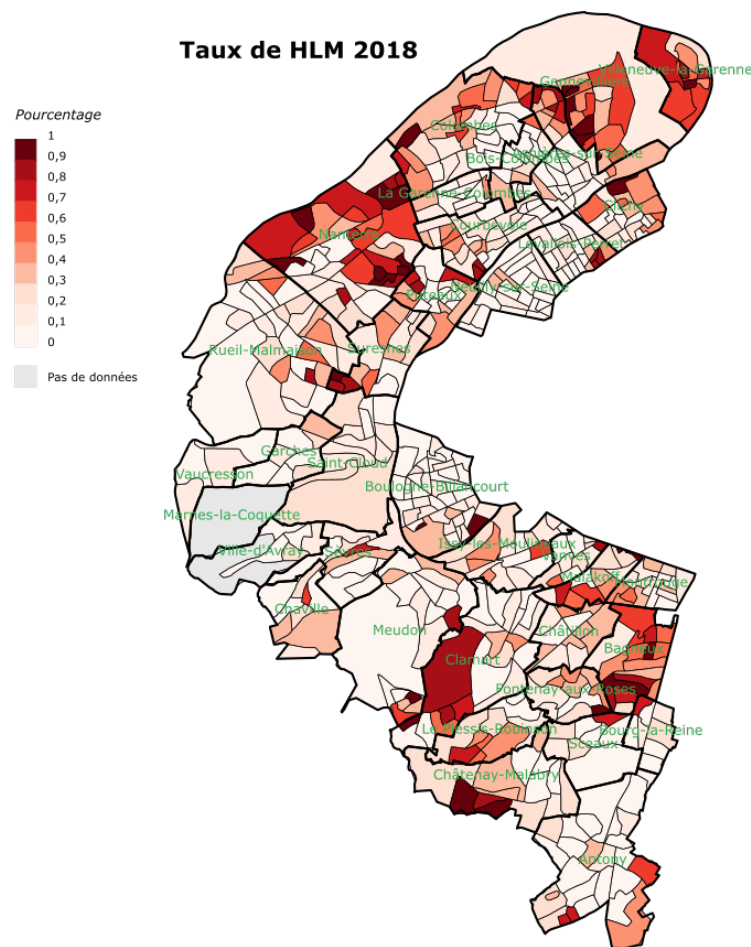 Taux de HLM 2018
Pourcentage
1
0,9
0,8
0,7
0,6
0,5
0,4
0,3
0,2
0,1
0
Pas de données
Villeneuve-la-Garenne
Gennevilliers
Colombes
Asnières-sur-Seine
Bois-Colombes
La Garenne-Colombes
Clichy
Courbevoie
Nanterre
Levallois-Perret
Neuilly-sur-Seine
Puteaux
Rueil-Malmaison
Suresnes
Garches
Saint-Cloud
Vaucresson
Boulogne-Billancourt
Marnes-la-Coquette
Issy-les-Moulineaux
Ville-d'Avray
Sèvres
Vanves
Malakoff
Montrouge
Chaville
Meudon
Châtillon
Bagneux
Clamart
Fontenay-aux-Roses
Le Plessis-Robinson
Bourg-la-Reine
Sceaux
Châtenay-Malabry
Antony